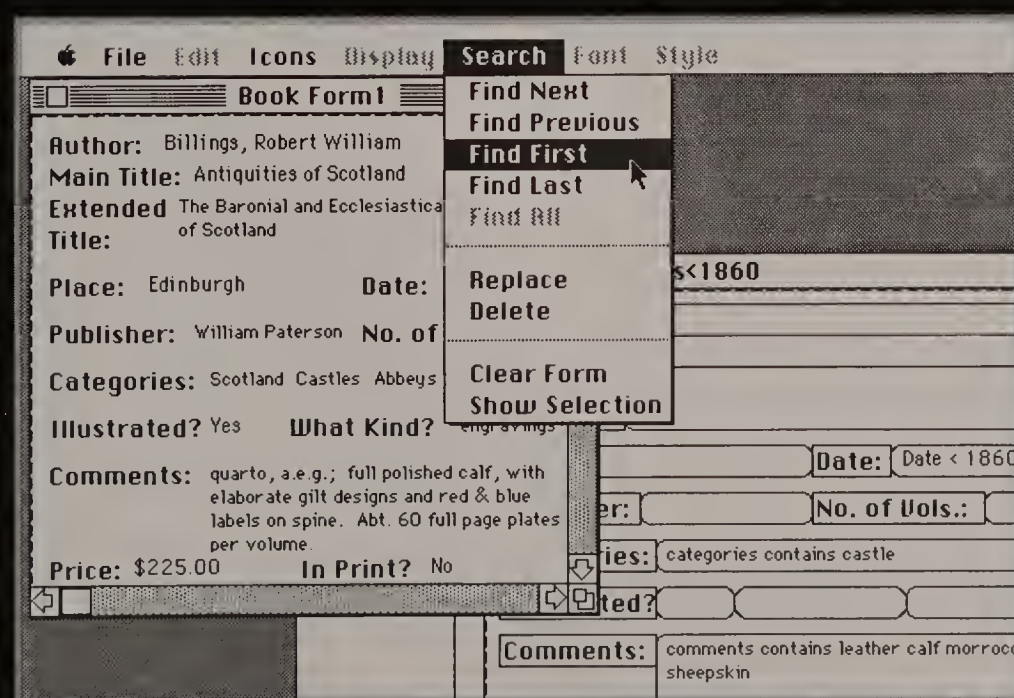 File Edit Icons Display Search Font Style
Book Form1
Author: Billings, Robert William
Main Title: Antiquities of Scotland
Extended Title: The Baronial and Ecclesiastica
of Scotland
Place: Edinburgh Date:
Publisher: William Paterson No. of
Categories: Scotland Castles Abbeys
Illustrated? Yes What Kind? engravings
Comments: quarto, a.e.g.; full polished calf, with
elaborate gilt designs and red & blue
labels on spine. Abt. 60 full page plates
per volume.
Price: $225.00 In Print? No
Find Next
Find Previous
Find First
Find Last
Find All
Replace
Delete
Clear Form
Show Selection
s<1860
Date: Date < 1860
er: No. of Vols.:
ries: categories contains castle
ted?
Comments: comments contains leather calf morroco
sheepskin